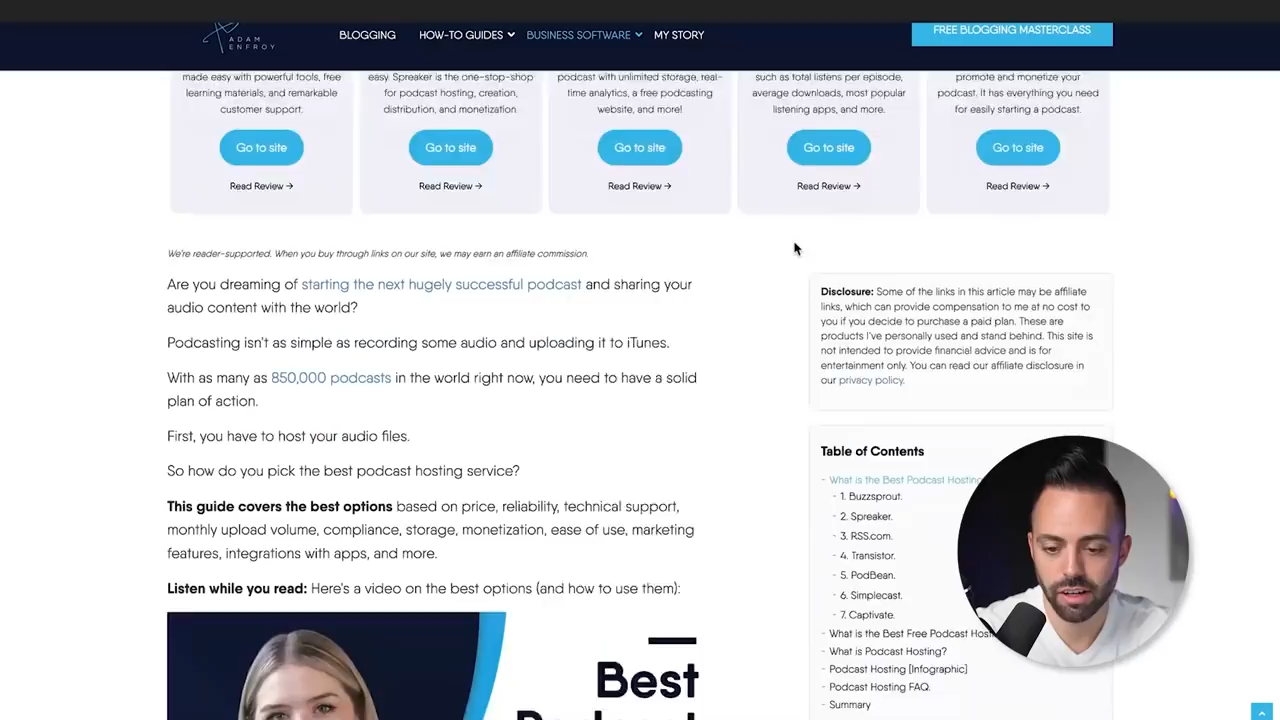 ADAM
ENFROY
BLOGGING
HOW-TO GUIDES
BUSINESS SOFTWARE
MY STORY
FREE BLOGGING MASTERCLASS
made easy with powerful tools, free
learning materials, and remarkable
customer support.
Go to site
Read Review →
easy. Spreaker is the one-stop-shop
for podcast hosting, creation,
distribution, and monetization.
Go to site
Read Review →
podcast with unlimited storage, real-
time analytics, a free podcasting
website, and more!
Go to site
Read Review →
such as total listens per episode,
average downloads, most popular
listening apps, and more.
Go to site
Read Review →
promote and monetize your
podcast. It has everything you need
for easily starting a podcast.
Go to site
Read Review →
We're reader-supported. When you buy through links on our site, we may earn an affiliate commission.
Are you dreaming of starting the next hugely successful podcast and sharing your
audio content with the world?
Podcasting isn't as simple as recording some audio and uploading it to iTunes.
With as many as 850,000 podcasts in the world right now, you need to have a solid
plan of action.
First, you have to host your audio files.
So how do you pick the best podcast hosting service?
This guide covers the best options based on price, reliability, technical support,
monthly upload volume, compliance, storage, monetization, ease of use, marketing
features, integrations with apps, and more.
Listen while you read: Here's a video on the best options (and how to use them):
Best
Disclosure: Some of the links in this article may be affiliate
links, which can provide compensation to me at no cost to
you if you decide to purchase a paid plan. These are
products I've personally used and stand behind. This site is
not intended to provide financial advice and is for
entertainment only. You can read our affiliate disclosure in
our privacy policy.
Table of Contents
- What is the Best Podcast Hosting
- 1. Buzzsprout.
- 2. Spreaker.
- 3. RSS.com.
- 4. Transistor.
- 5. PodBean.
- 6. Simplecast.
- 7. Captivate.
- What is the Best Free Podcast Host
- What is Podcast Hosting?
- Podcast Hosting [Infographic]
- Podcast Hosting FAQ.
- Summary